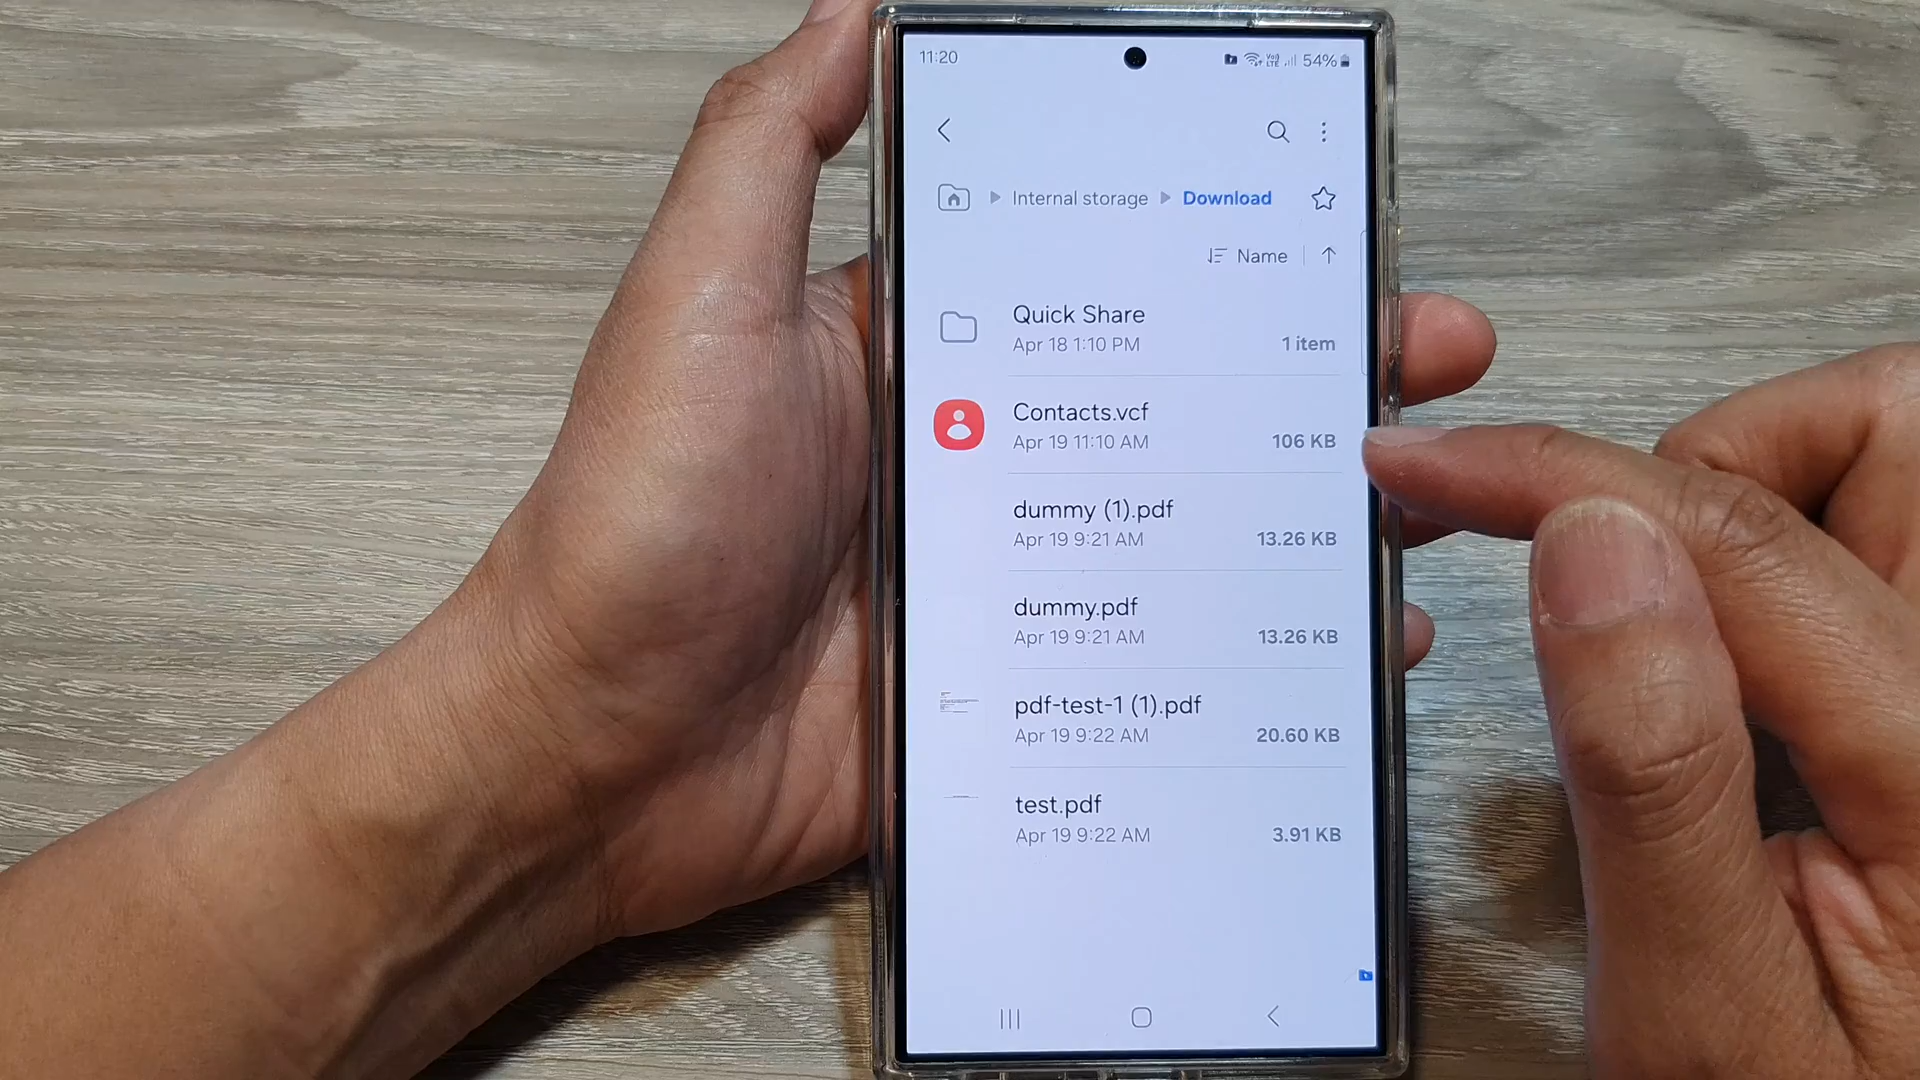 11:20
Vo)) LTE 54%
Internal storage Download
Name
Quick Share
Apr 18 1:10 PM 1 item
Contacts.vcf
Apr 19 11:10 AM 106 KB
dummy (1).pdf
Apr 19 9:21 AM 13.26 KB
dummy.pdf
Apr 19 9:21 AM 13.26 KB
pdf-test-1 (1).pdf
Apr 19 9:22 AM 20.60 KB
test.pdf
Apr 19 9:22 AM 3.91 KB